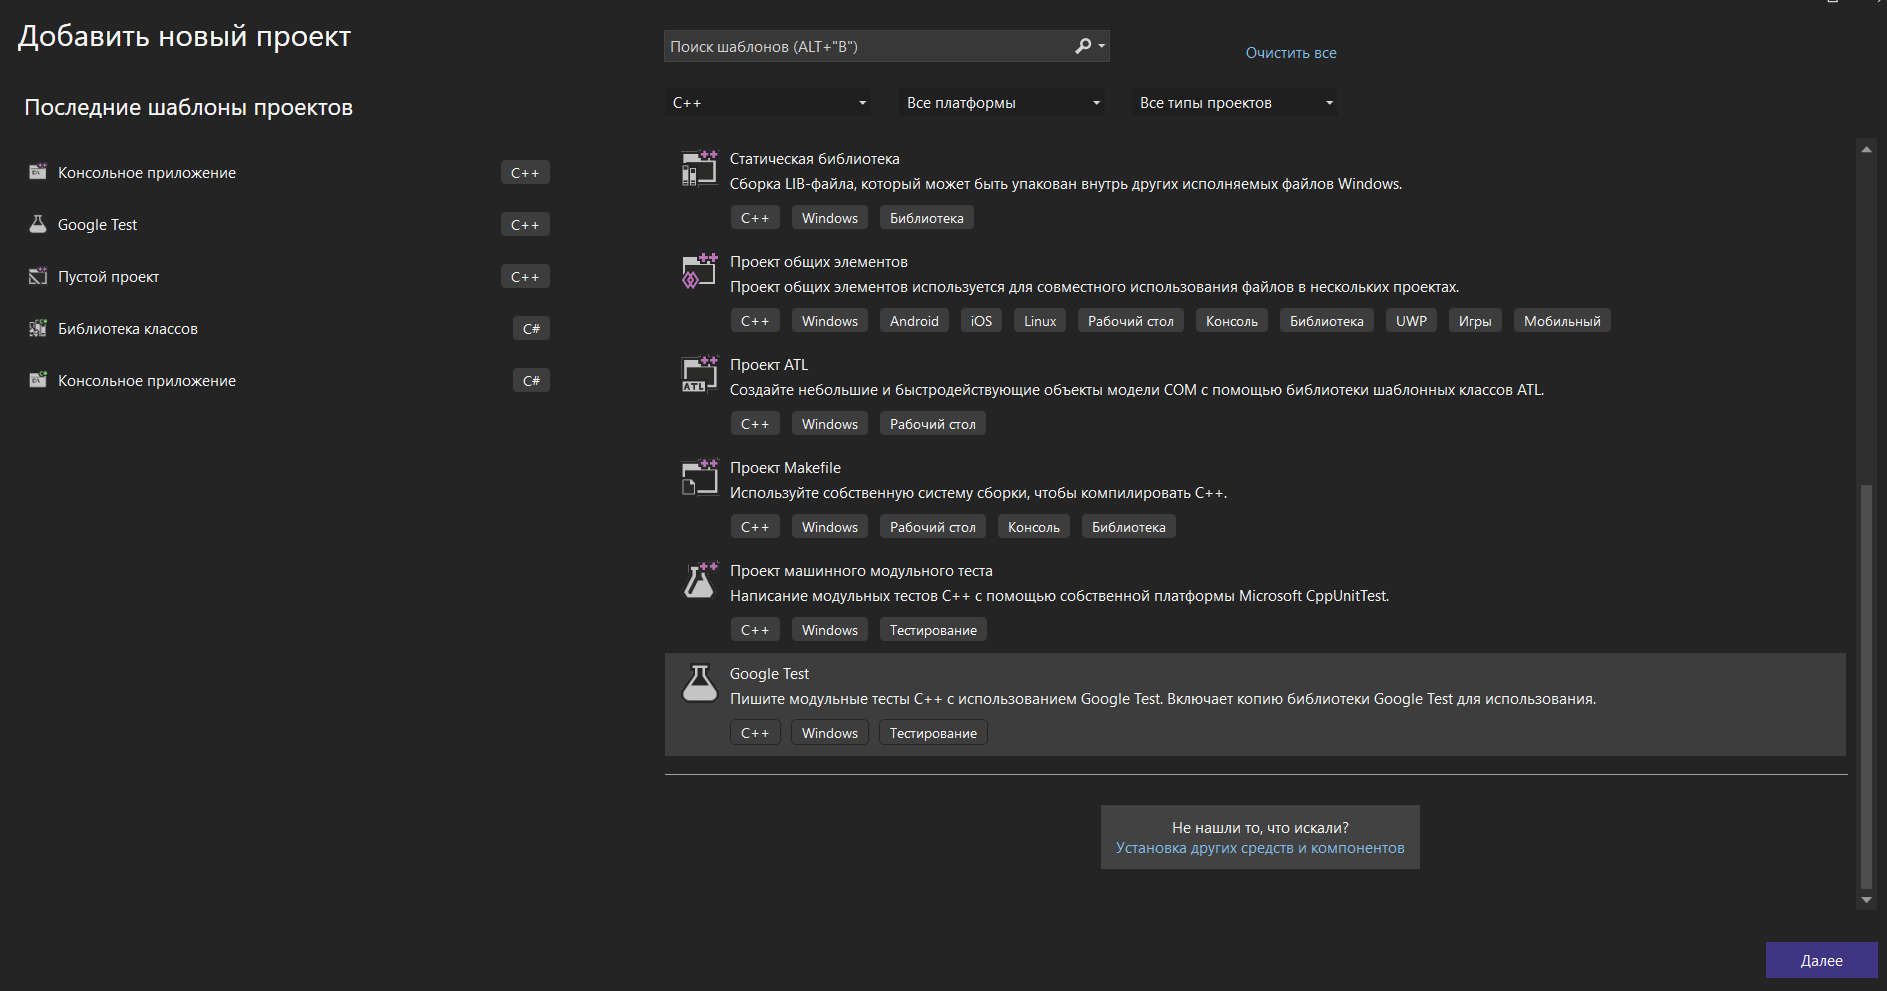 Добавить новый проект
Последние шаблоны проектов
Консольное приложение C++
Google Test C++
Пустой проект C++
Библиотека классов C#
Консольное приложение C#
Поиск шаблонов (ALT+"B")
Очистить все
C++ Все платформы Все типы проектов
Статическая библиотека
Сборка LIB-файла, который может быть упакован внутрь других исполняемых файлов Windows.
C++ Windows Библиотека
Проект общих элементов
Проект общих элементов используется для совместного использования файлов в нескольких проектах.
C++ Windows Android iOS Linux Рабочий стол Консоль Библиотека UWP Игры Мобильный
ATL
Проект ATL
Создайте небольшие и быстродействующие объекты модели COM с помощью библиотеки шаблонных классов ATL.
C++ Windows Рабочий стол
Проект Makefile
Используйте собственную систему сборки, чтобы компилировать C++.
C++ Windows Рабочий стол Консоль Библиотека
Проект машинного модульного теста
Написание модульных тестов C++ с помощью собственной платформы Microsoft CppUnitTest.
C++ Windows Тестирование
Google Test
Пишите модульные тесты C++ с использованием Google Test. Включает копию библиотеки Google Test для использования.
C++ Windows Тестирование
Не нашли то, что искали?
Установка других средств и компонентов
Далее